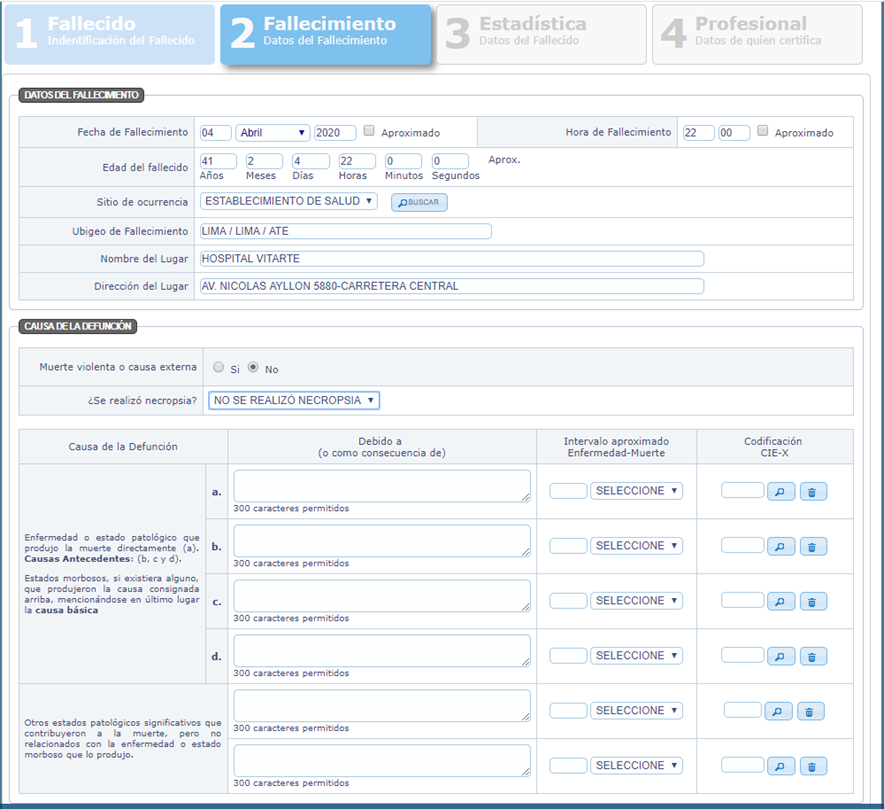 1 Fallecido
Indentificación del Fallecido
2 Fallecimiento
Datos del Fallecimiento
3 Estadística
Datos del Fallecido
4 Profesional
Datos de quien certifica
DATOS DEL FALLECIMIENTO
Fecha de Fallecimiento 04 Abril 2020 Aproximado Hora de Fallecimiento 22 00 Aproximado
Edad del fallecido 41 2 4 22 0 0 Aprox.
Años Meses Días Horas Minutos Segundos
Sitio de ocurrencia ESTABLECIMIENTO DE SALUD BUSCAR
Ubigeo de Fallecimiento LIMA / LIMA / ATE
Nombre del Lugar HOSPITAL VITARTE
Dirección del Lugar AV. NICOLAS AYLLON 5880-CARRETERA CENTRAL
CAUSA DE LA DEFUNCIÓN
Muerte violenta o causa externa Si No
¿Se realizó necropsia? NO SE REALIZÓ NECROPSIA
Causa de la Defunción
Debido a
(o como consecuencia de)
Intervalo aproximado
Enfermedad-Muerte
Codificación
CIE-X
Enfermedad o estado patológico que
produjo la muerte directamente (a).
Causas Antecedentes: (b, c y d).
Estados morbosos, si existiera alguno,
que produjeron la causa consignada
arriba, mencionándose en último lugar
la causa básica
a. SELECCIONE
300 caracteres permitidos
b. SELECCIONE
300 caracteres permitidos
c. SELECCIONE
300 caracteres permitidos
d. SELECCIONE
300 caracteres permitidos
Otros estados patológicos significativos que
contribuyeron a la muerte, pero no
relacionados con la enfermedad o estado
morboso que lo produjo.
SELECCIONE
300 caracteres permitidos
SELECCIONE
300 caracteres permitidos